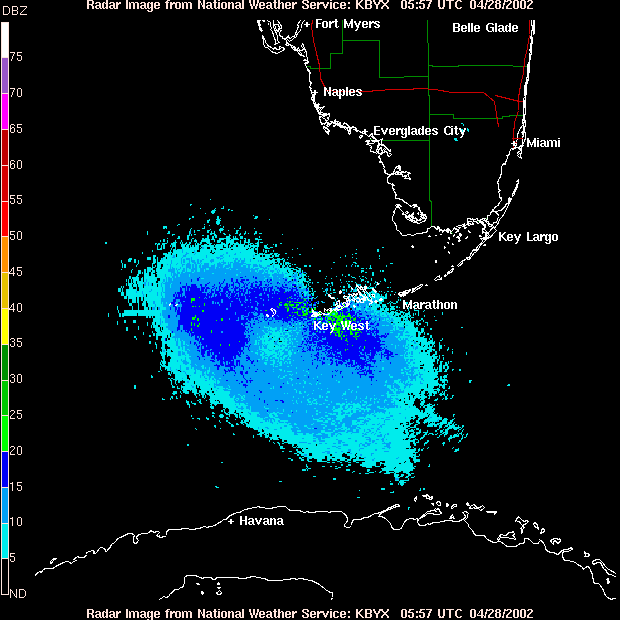 Radar Image from National Weather Service: KBYX 05:57 UTC 04/28/2002
DBZ
Fort Myers
Belle Glade
75
Naples
70
65
Everglades City
Miami
60
55
Key Largo
50
45
Marathon
40
Key West
35
30
25
20
15
10
Havana
5
ND
Radar Image from National Weather Service: KBYX 05:57 UTC 04/28/2002